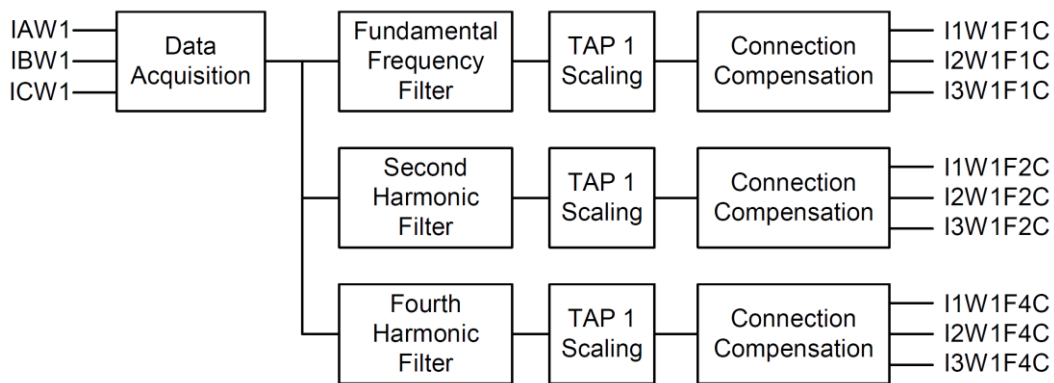 IAW1
IBW1
ICW1
Data
Acquisition
Fundamental
Frequency
Filter
TAP 1
Scaling
Connection
Compensation
I1W1F1C
I2W1F1C
I3W1F1C
Second
Harmonic
Filter
TAP 1
Scaling
Connection
Compensation
I1W1F2C
I2W1F2C
I3W1F2C
Fourth
Harmonic
Filter
TAP 1
Scaling
Connection
Compensation
I1W1F4C
I2W1F4C
I3W1F4C